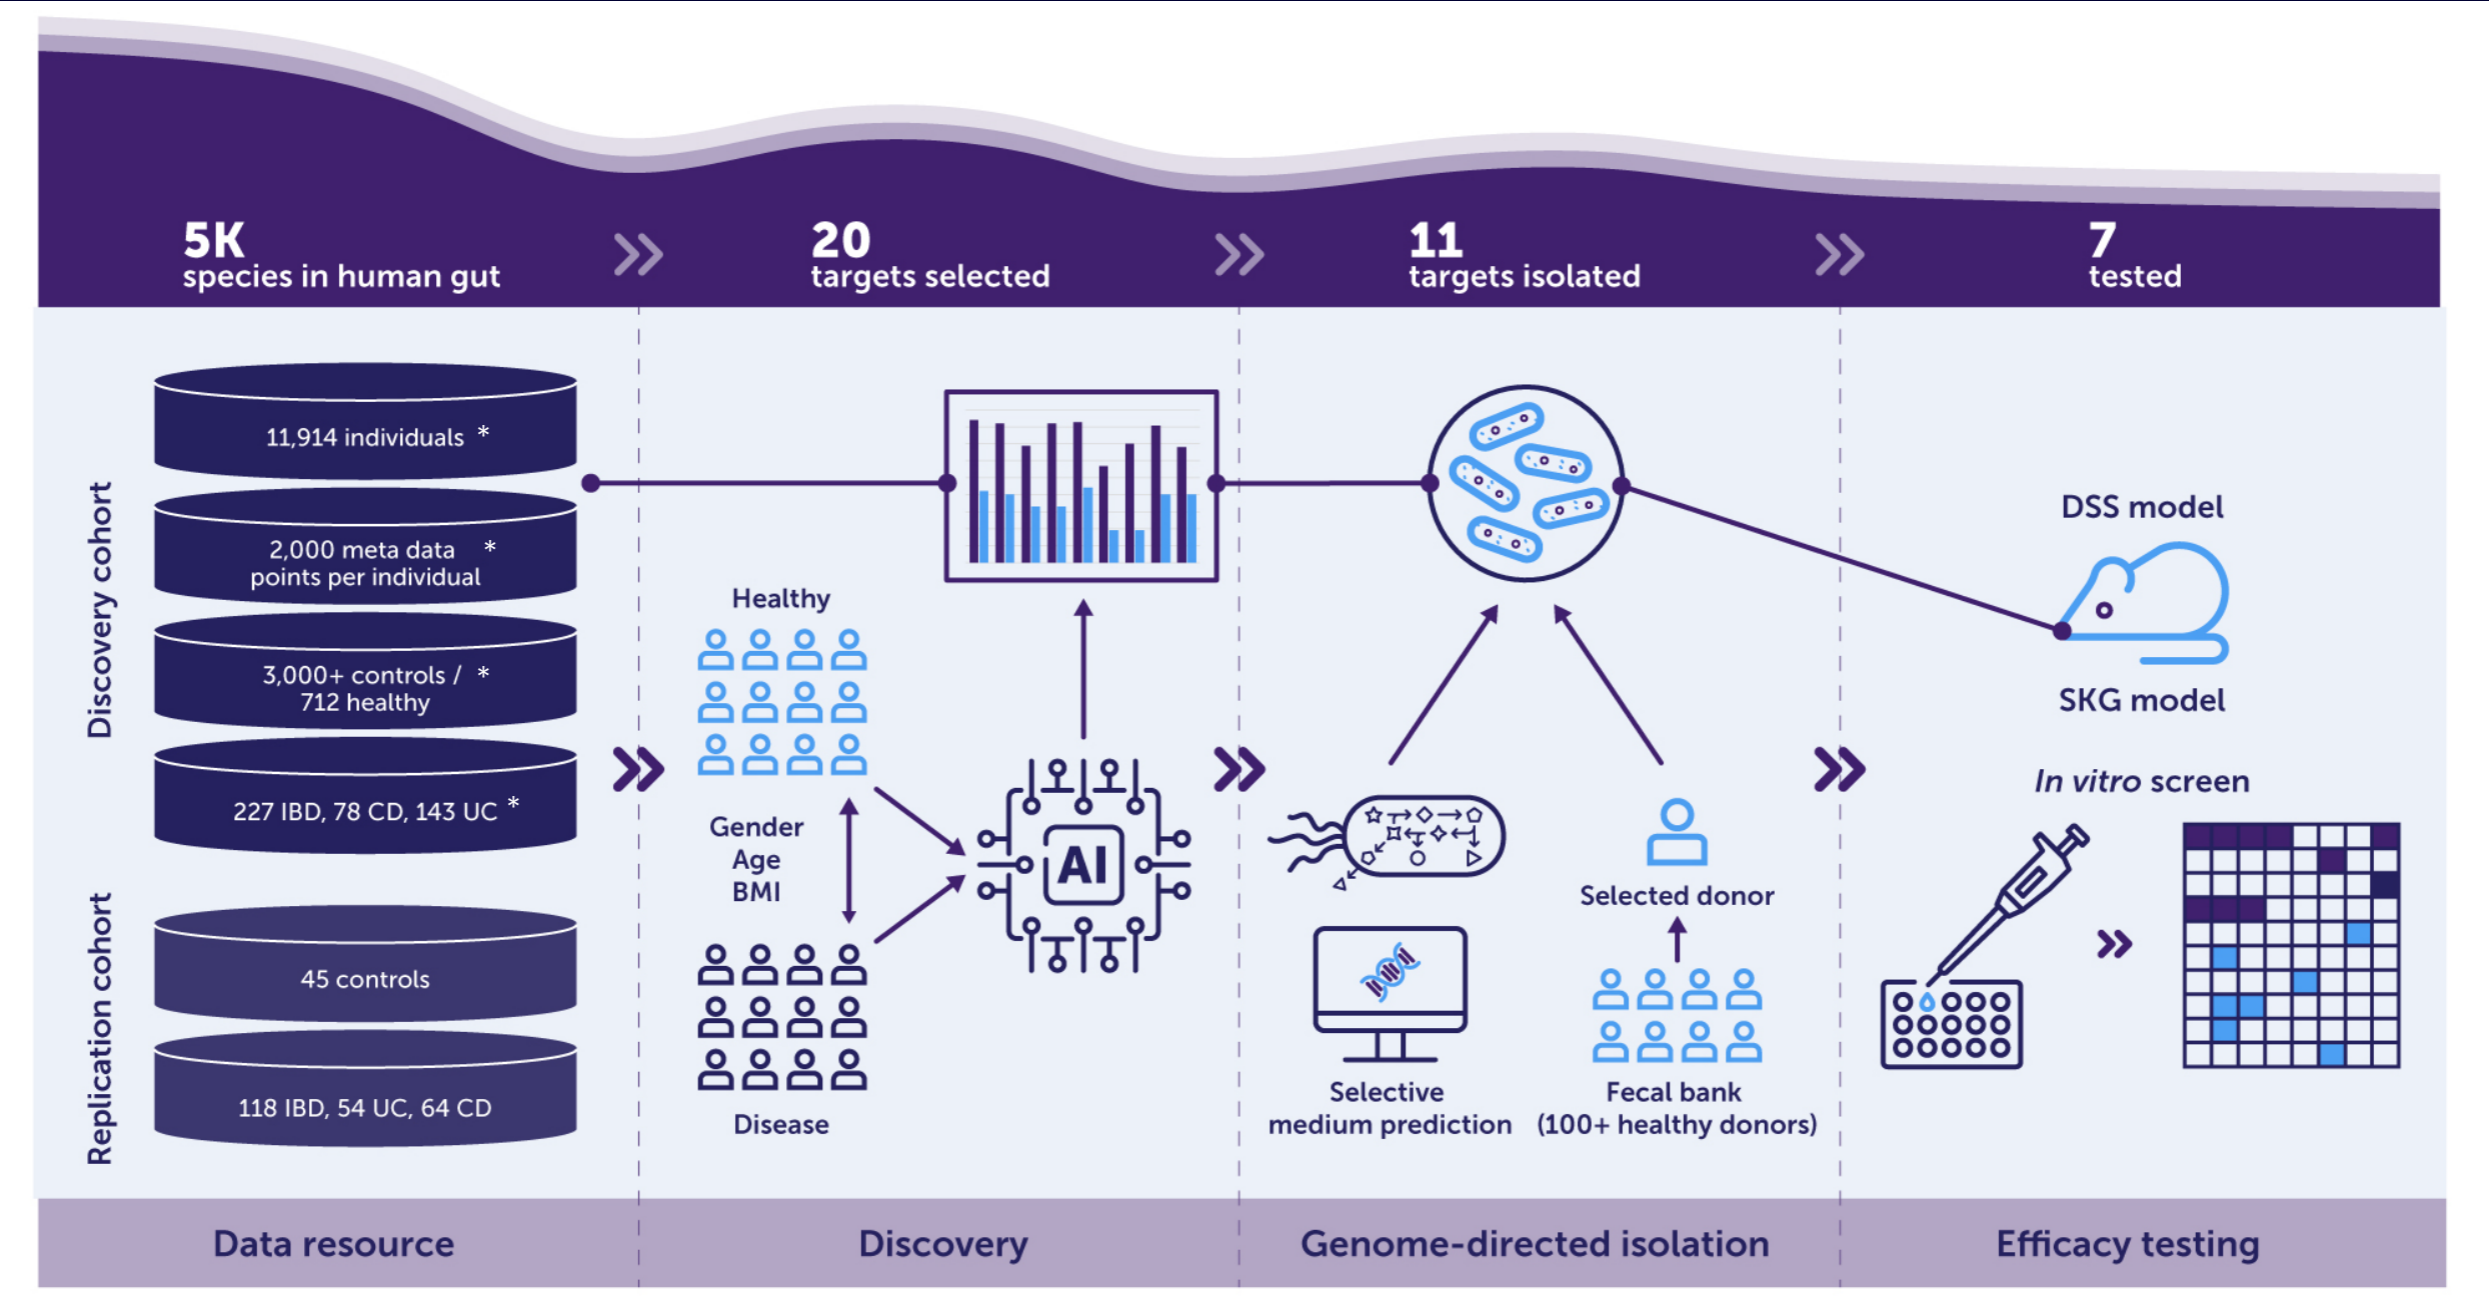 5K
species in human gut
20
targets selected
11
targets isolated
7
tested
Discovery cohort
11,914 individuals *
2,000 meta data *
points per individual
3,000+ controls / *
712 healthy
227 IBD, 78 CD, 143 UC *
Replication cohort
45 controls
118 IBD, 54 UC, 64 CD
Healthy
Gender
Age
BMI
Disease
AI
Selective
medium prediction
Selected donor
Fecal bank
(100+ healthy donors)
DSS model
SKG model
In vitro screen
Data resource
Discovery
Genome-directed isolation
Efficacy testing